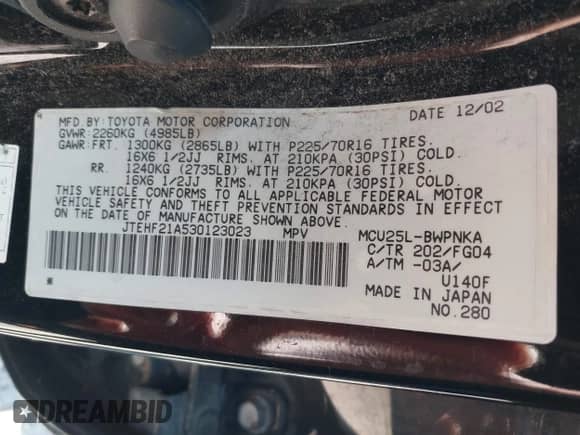 MFD BY: TOYOTA MOTOR CORPORATION DATE 12/02
GVWR: 2260KG (4985LB)
GAWR: FRT. 1300KG (2865LB) WITH P225/70R16 TIRES.
16X6 1/2JJ RIMS. AT 210KPA (30PSI) COLD.
RR. 1240KG (2735LB) WITH P225/70R16 TIRES.
16X6 1/2JJ RIMS. AT 210KPA (30PSI) COLD.
THIS VEHICLE CONFORMS TO ALL APPLICABLE FEDERAL MOTOR
VEHICLE SAFETY AND THEFT PREVENTION STANDARDS IN EFFECT
ON THE DATE OF MANUFACTURE SHOWN ABOVE.
JTEHF21A530123023 MPV MCU25L-BWPNKA
C/TR 202/FG04
A/TM -03A/
U140F
MADE IN JAPAN
NO.280
DREAMBID